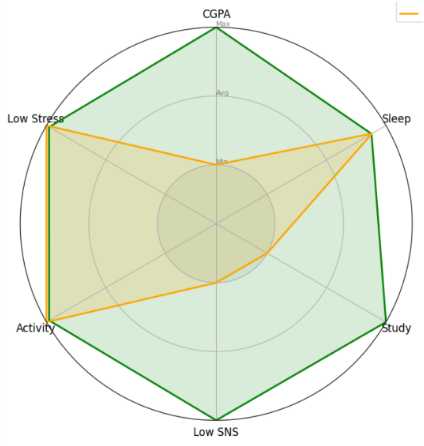 CGPA
Max
Avg
Low Stress
Sleep
Min
Activity
Study
Low SNS